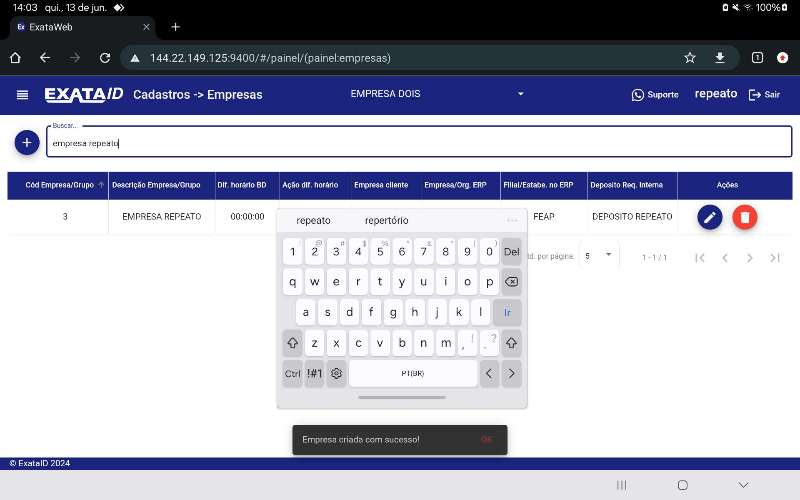 14:03 qui., 13 de jun.
100%
ExataWeb
144.22.149.125:9400/#/painel/(painel:empresas)
1
EXATAID Cadastros -> Empresas EMPRESA DOIS Suporte repeato Sair
Buscar...
empresa repeato
Cód Empresa/Grupo Descrição Empresa/Grupo Dif. horário BD Ação dif. horário Empresa cliente Empresa/Org. ERP Filial/Estabe. no ERP Deposito Req. Interna Ações
3 EMPRESA REPEATO 00:00:00 FEAP DEPOSITO REPEATO
td. por página. 5 1 - 1 / 1
repeato repertório ...
1 2 3 4 5 6 7 8 9 0 Del
q w e r t y u i o p
a s d f g h j k l Ir
z x c v b n m , ! . ?
Ctrl !#1 PT(BR) < >
Empresa criada com sucesso! OK
© ExataID 2024